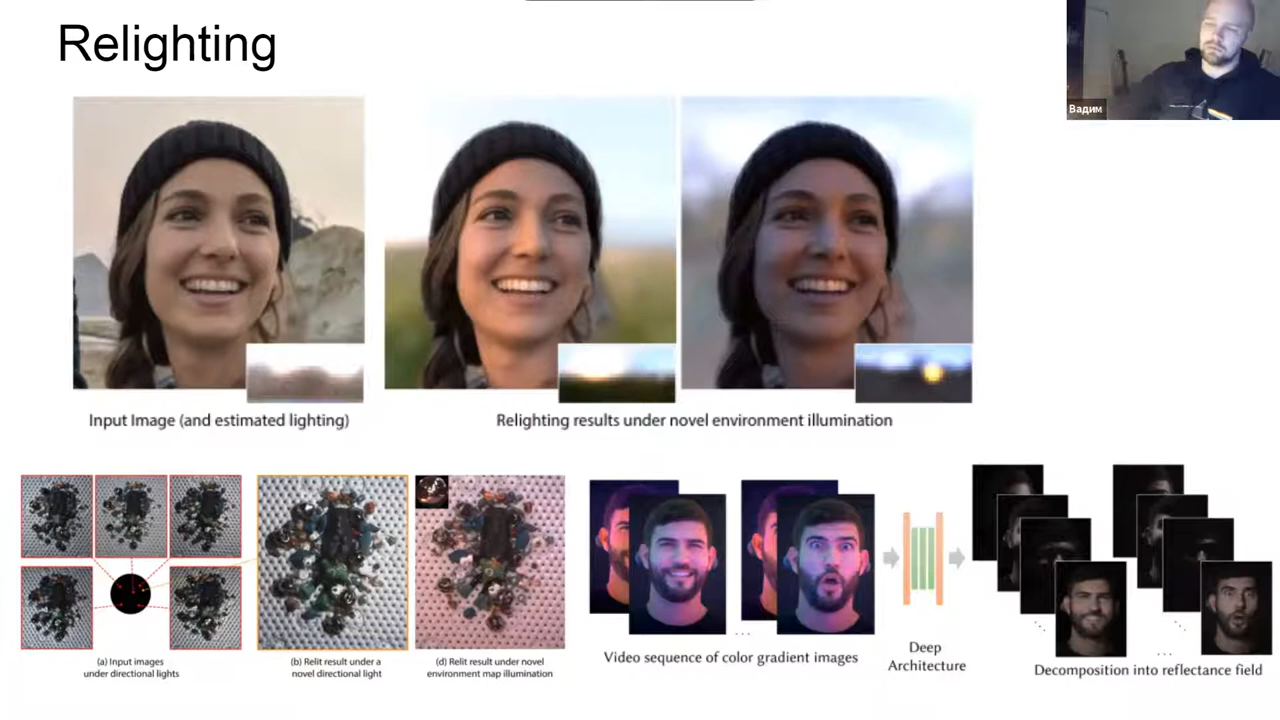 Relighting
Вадим
Input Image (and estimated lighting)
Relighting results under novel environment illumination
(a) Input images
under directional lights
(b) Relit result under a
novel directional light
(d) Relit result under novel
environment map illumination
...
Video sequence of color gradient images
Deep
Architecture
...
Decomposition into reflectance field